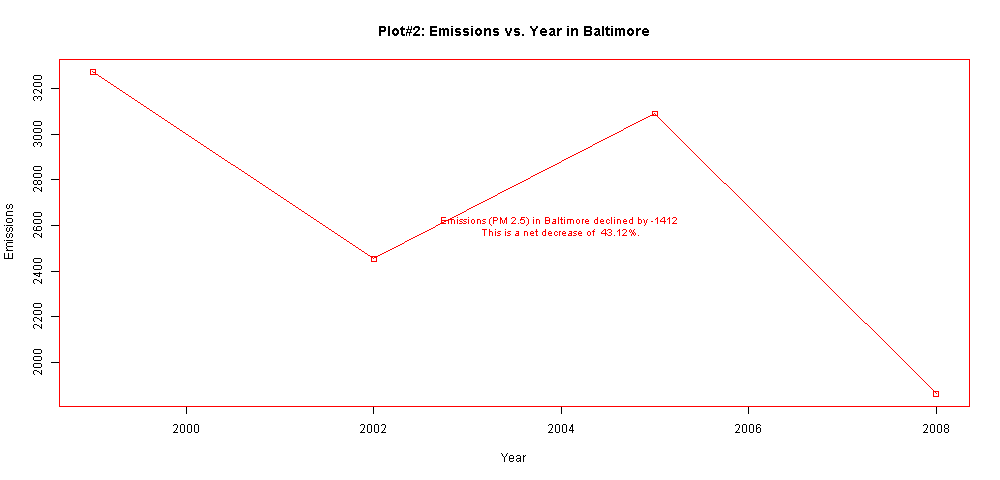 Plot#2: Emissions vs. Year in Baltimore
3200
3000
2800
2600
2400
2200
2000
Emissions
Emissions (PM 2.5) in Baltimore declined by -1412
This is a net decrease of  43.12%.
2000
2002
2004
2006
2008
Year